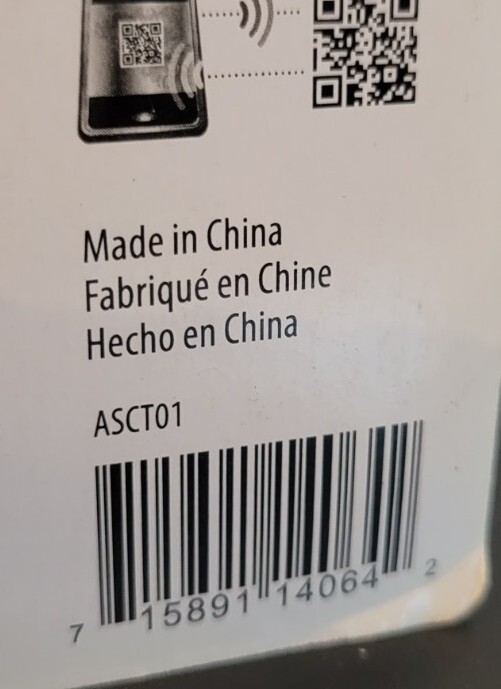 Made in China
Fabriqué en Chine
Hecho en China
ASCT01
7 15891 14064 2